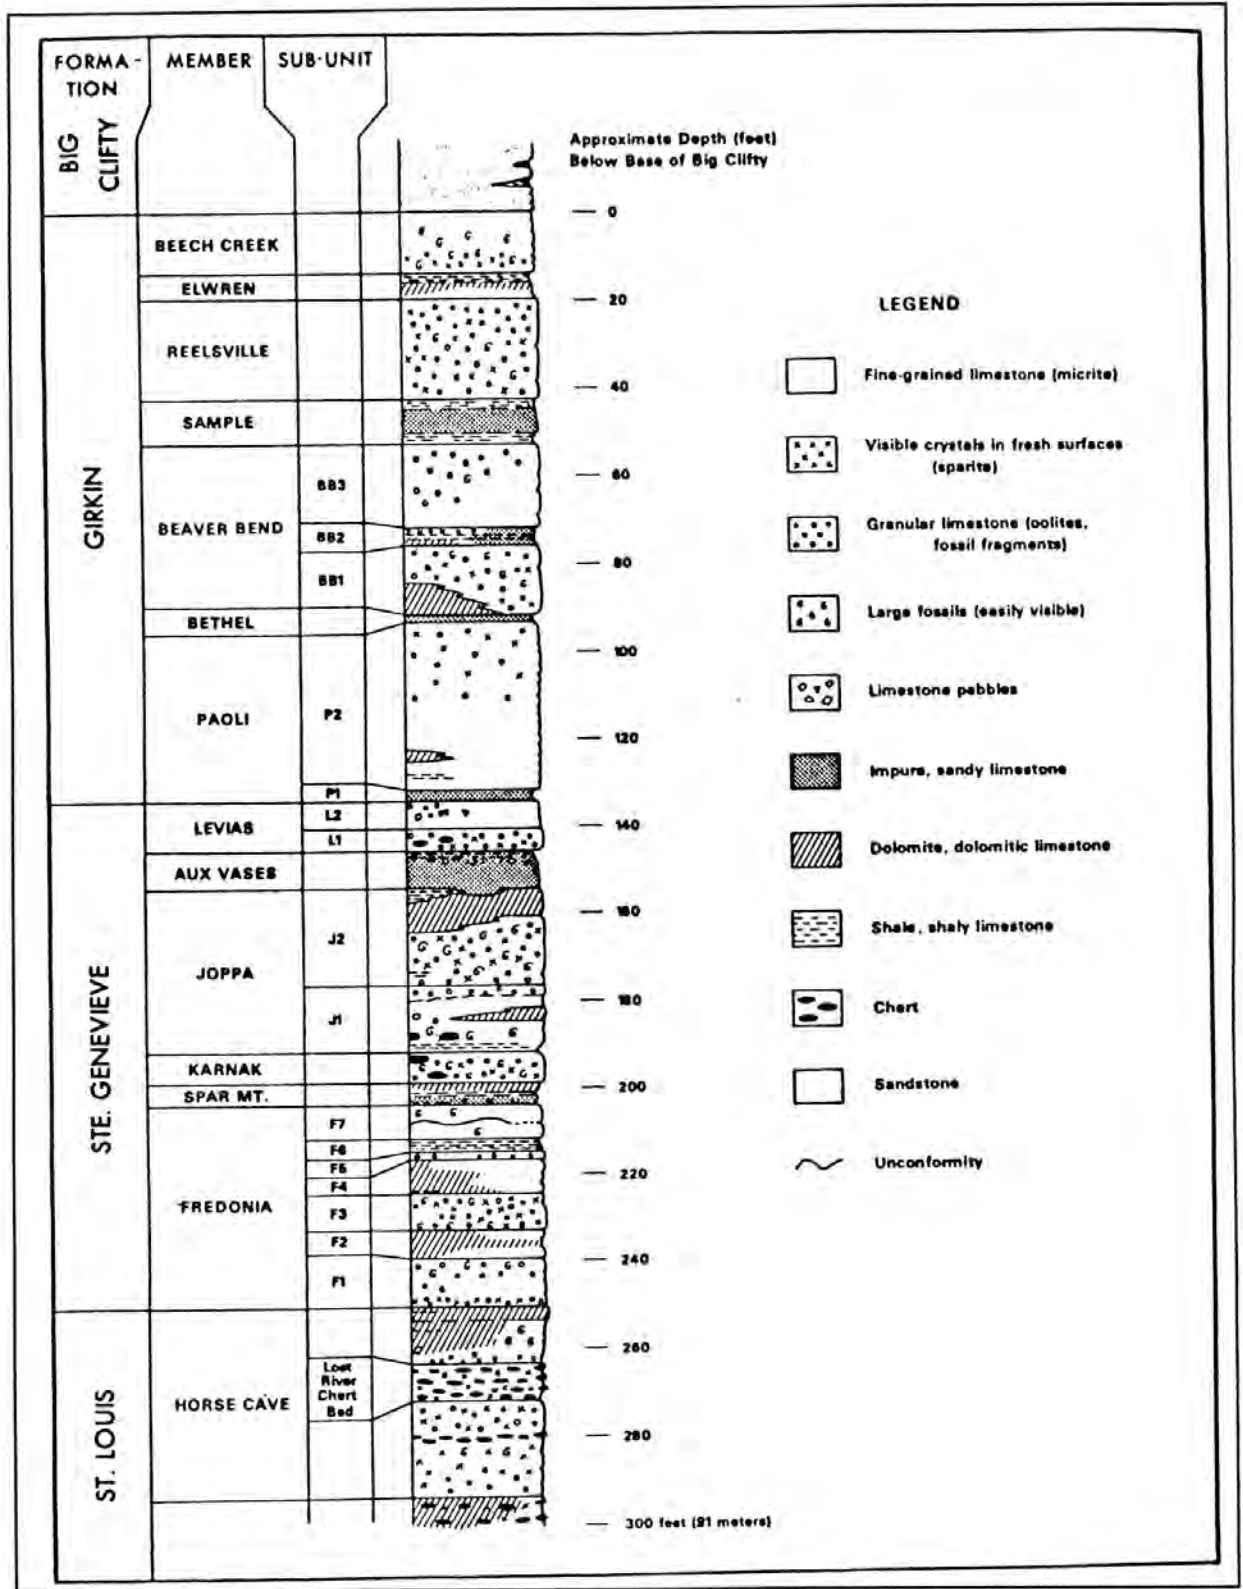 FORMA-
TION
MEMBER
SUB-UNIT
BIG
CLIFTY
Approximate Depth (feet)
Below Base of Big Clifty
0
BEECH CREEK
ELWREN
20
REELSVILLE
40
SAMPLE
GIRKIN
BEAVER BEND
BB3
60
BB2
BB1
80
BETHEL
100
PAOLI
P2
120
P1
LEVIAS
L2
140
L1
AUX VASES
160
STE. GENEVIEVE
JOPPA
J2
180
J1
KARNAK
200
SPAR MT.
FREDONIA
F7
F6
F5
220
F4
F3
F2
240
F1
260
ST. LOUIS
HORSE CAVE
Lost
River
Chert
Bed
280
300 feet (91 meters)
LEGEND
Fine-grained limestone (micrite)
Visible crystals in fresh surfaces
(sparite)
Granular limestone (oolites,
fossil fragments)
Large fossils (easily visible)
Limestone pebbles
Impure, sandy limestone
Dolomite, dolomitic limestone
Shale, shaly limestone
Chert
Sandstone
Unconformity